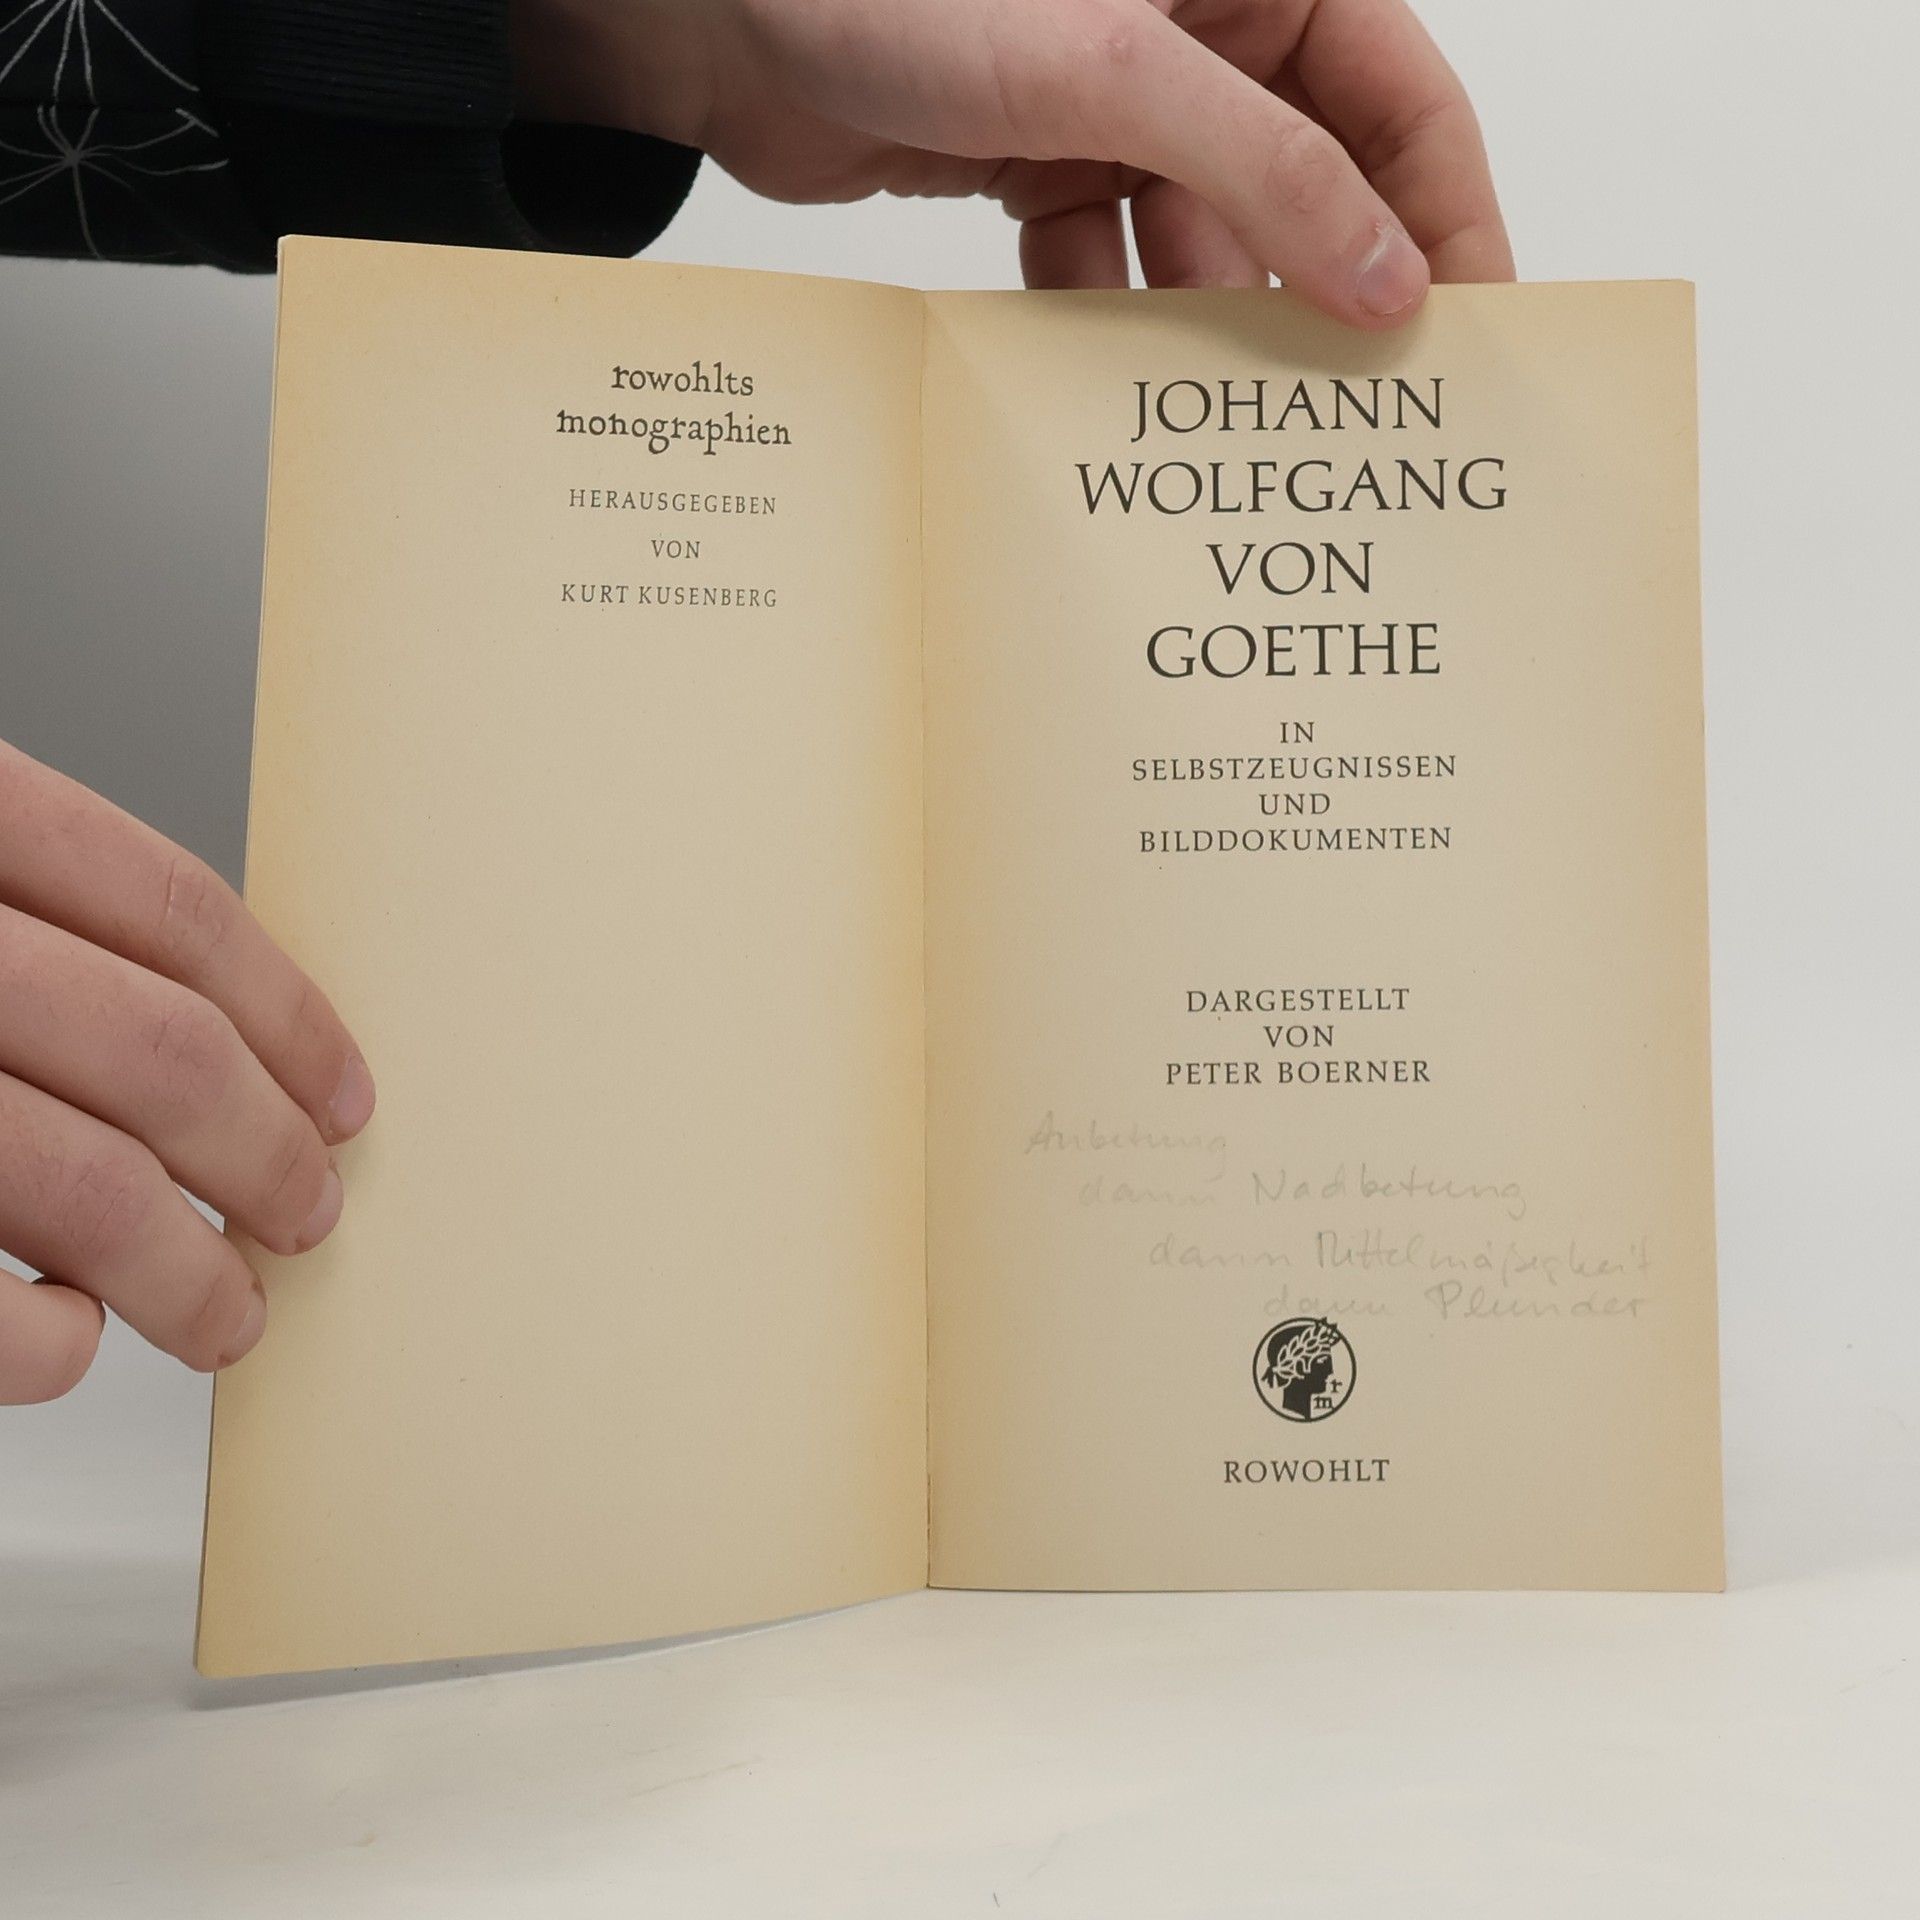 rowohlts
monographien
HERAUSGEGEBEN
VON
KURT KUSENBERG
JOHANN
WOLFGANG
VON
GOETHE
IN
SELBSTZEUGNISSEN
UND
BILDDOKUMENTEN
DARGESTELLT
VON
PETER BOERNER
Anbetung
dann Nachbetung
dann Mittelmäßigkeit
dann Plunder
r
m
ROWOHLT